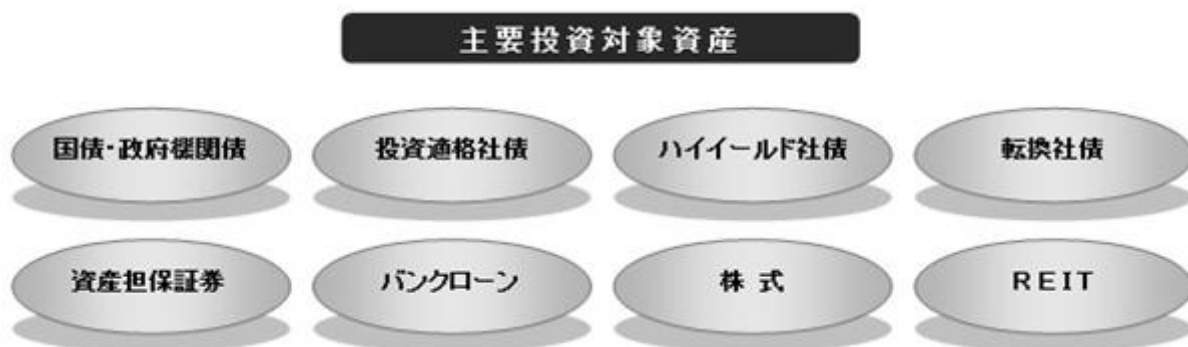 主要投資対象資産
国債・政府機関債
投資適格社債
ハイイールド社債
転換社債
資産担保証券
バンクローン
株 式
REIT